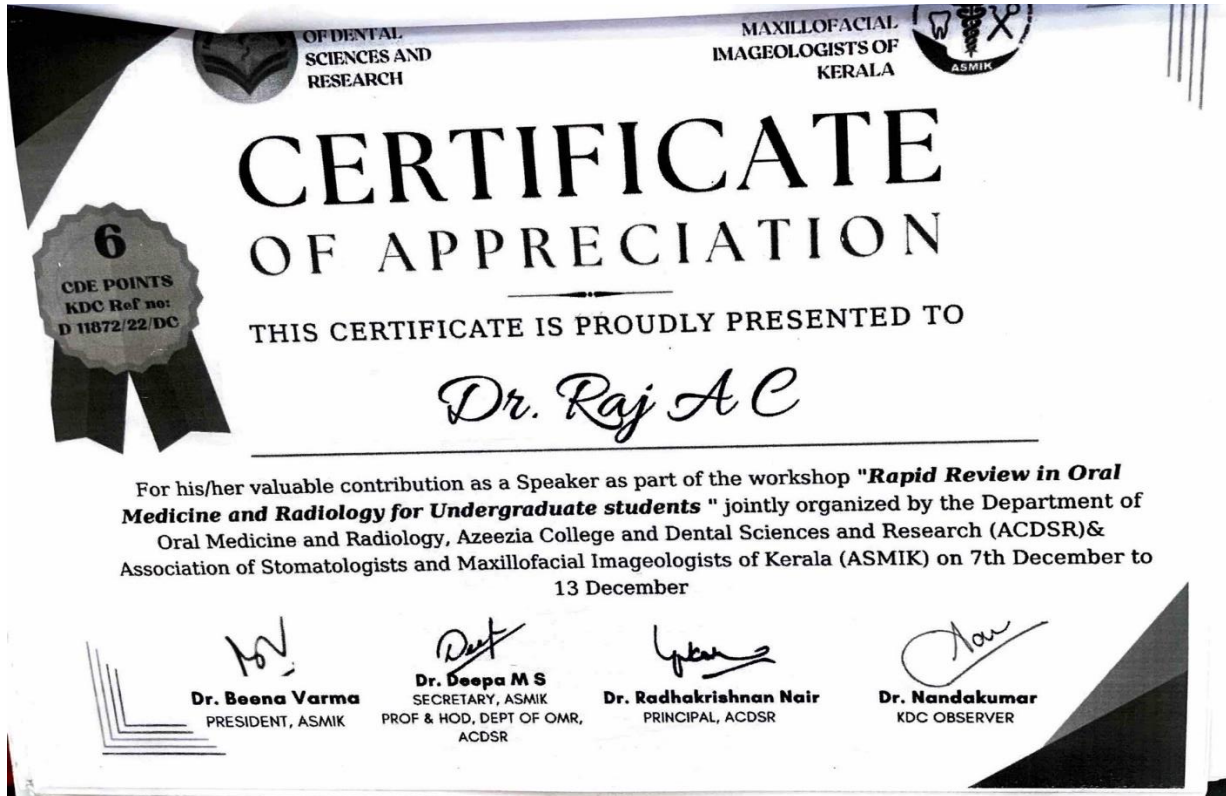 OF DENTAL
SCIENCES AND
RESEARCH
MAXILLOFACIAL
IMAGEOLOGISTS OF
KERALA
ASMIK
CERTIFICATE
OF APPRECIATION
6
CDE POINTS
KDC Ref no:
D 11872/22/DC
THIS CERTIFICATE IS PROUDLY PRESENTED TO
Dr. Raj A C
For his/her valuable contribution as a Speaker as part of the workshop "Rapid Review in Oral
Medicine and Radiology for Undergraduate students " jointly organized by the Department of
Oral Medicine and Radiology, Azeezia College and Dental Sciences and Research (ACDSR)&
Association of Stomatologists and Maxillofacial Imageologists of Kerala (ASMIK) on 7th December to
13 December
Dr. Beena Varma
PRESIDENT, ASMIK
Dr. Deepa M S
SECRETARY, ASMIK
PROF & HOD, DEPT OF OMR,
ACDSR
Dr. Radhakrishnan Nair
PRINCIPAL, ACDSR
Dr. Nandakumar
KDC OBSERVER